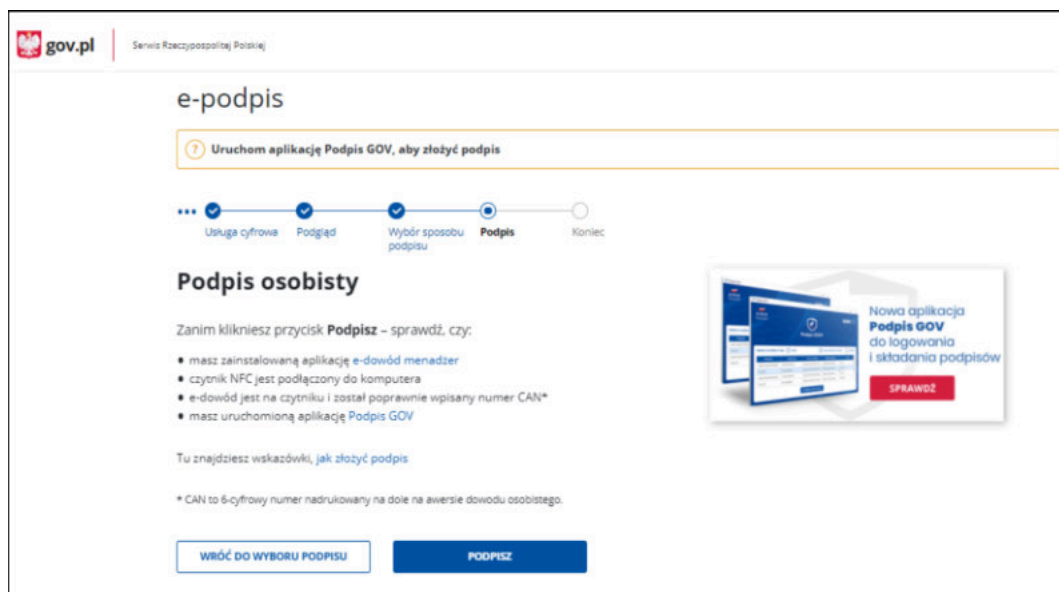 gov.pl
Serwis Rzeczypospolitej Polskiej
e-podpis
Uruchom aplikację Podpis GOV, aby złożyć podpis
Usługa cyfrowa
Podgląd
Wybór sposobu
podpisu
Podpis
Koniec
Podpis osobisty
Zanim klikniesz przycisk Podpisz – sprawdź, czy:
• masz zainstalowaną aplikację e-dowód menadżer
• czytnik NFC jest podłączony do komputera
• e-dowód jest na czytniku i został poprawnie wpisany numer CAN*
• masz uruchomioną aplikację Podpis GOV
Tu znajdziesz wskazówki, jak złożyć podpis
* CAN to 6-cyfrowy numer nadrukowany na dole na awersie dowodu osobistego.
WRÓĆ DO WYBORU PODPISU
PODPISZ
Nowa aplikacja
Podpis GOV
do logowania
i składania podpisów
SPRAWDŹ